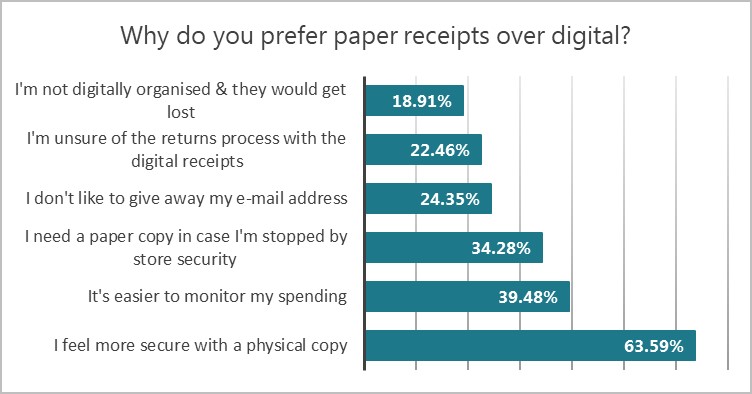 Why do you prefer paper receipts over digital?
I'm not digitally organised & they would get
lost
18.91%
I'm unsure of the returns process with the
digital receipts
22.46%
I don't like to give away my e-mail address
24.35%
I need a paper copy in case I'm stopped by
store security
34.28%
It's easier to monitor my spending
39.48%
I feel more secure with a physical copy
63.59%